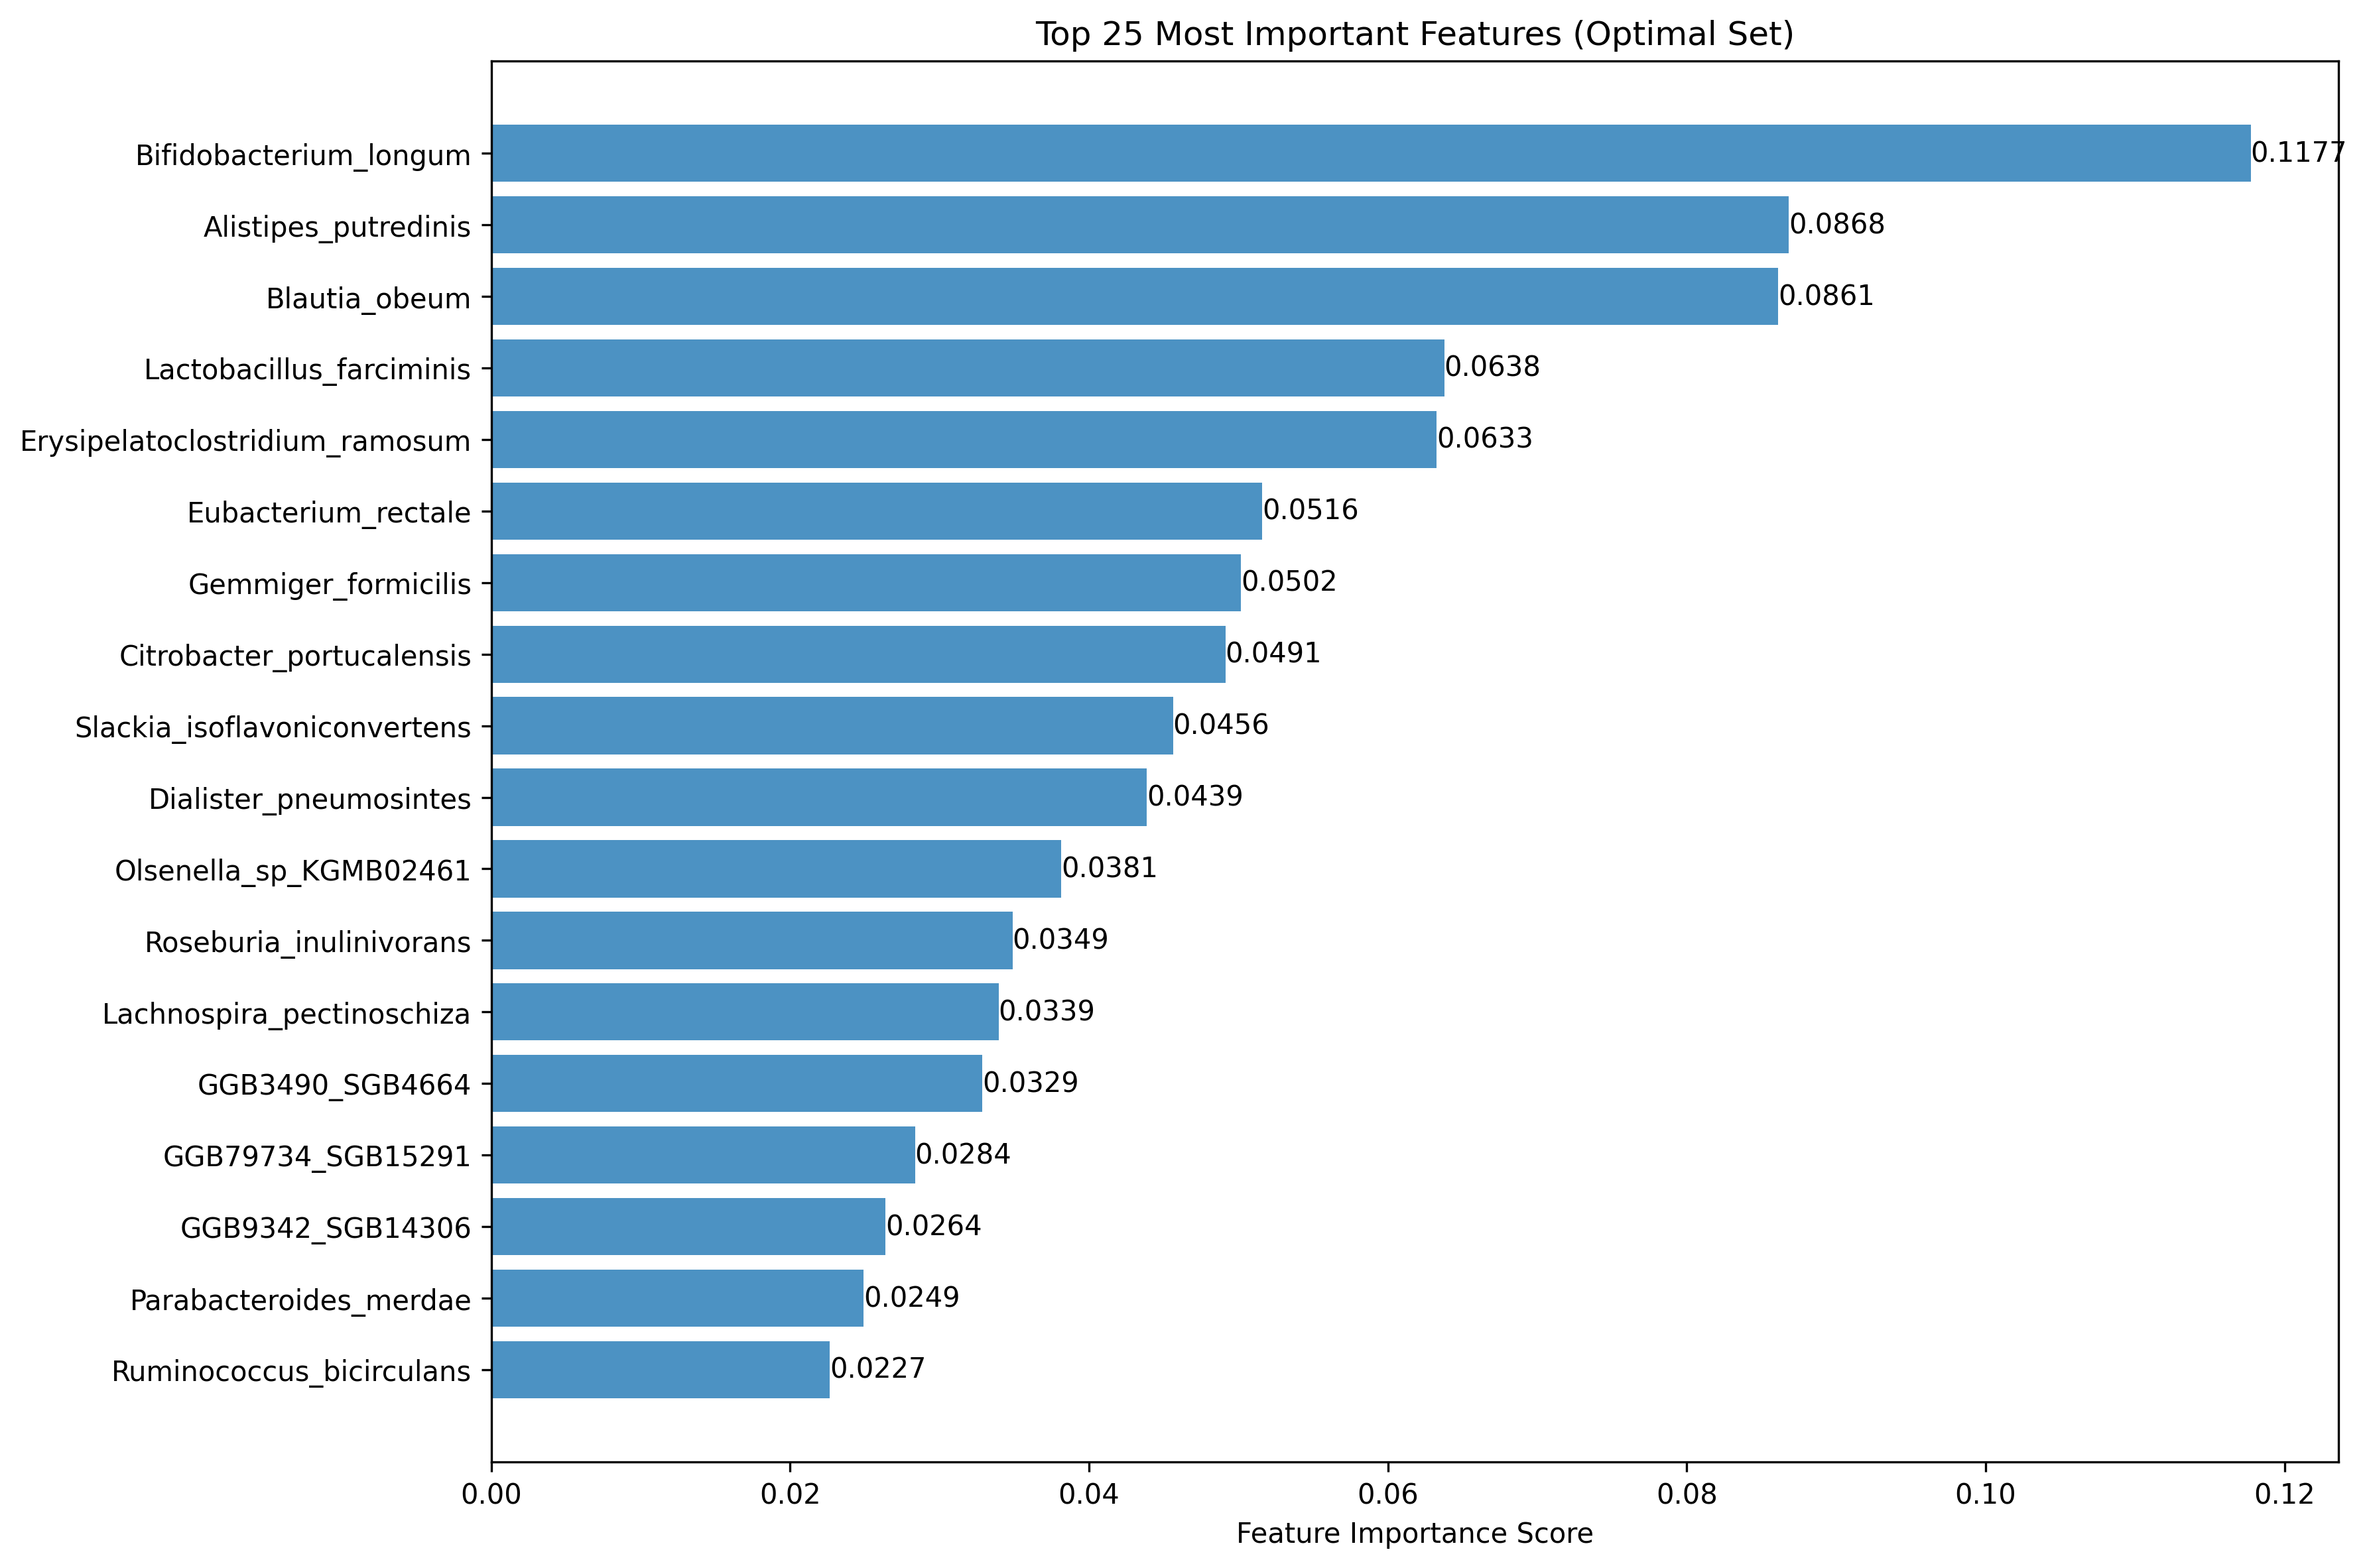 Top 25 Most Important Features (Optimal Set)
Bifidobacterium_longum 0.1177
Alistipes_putredinis 0.0868
Blautia_obeum 0.0861
Lactobacillus_farciminis 0.0638
Erysipelatoclostridium_ramosum 0.0633
Eubacterium_rectale 0.0516
Gemmiger_formicilis 0.0502
Citrobacter_portucalensis 0.0491
Slackia_isoflavoniconvertens 0.0456
Dialister_pneumosintes 0.0439
Olsenella_sp_KGMB02461 0.0381
Roseburia_inulinivorans 0.0349
Lachnospira_pectinoschiza 0.0339
GGB3490_SGB4664 0.0329
GGB79734_SGB15291 0.0284
GGB9342_SGB14306 0.0264
Parabacteroides_merdae 0.0249
Ruminococcus_bicirculans 0.0227
0.00 0.02 0.04 0.06 0.08 0.10 0.12
Feature Importance Score